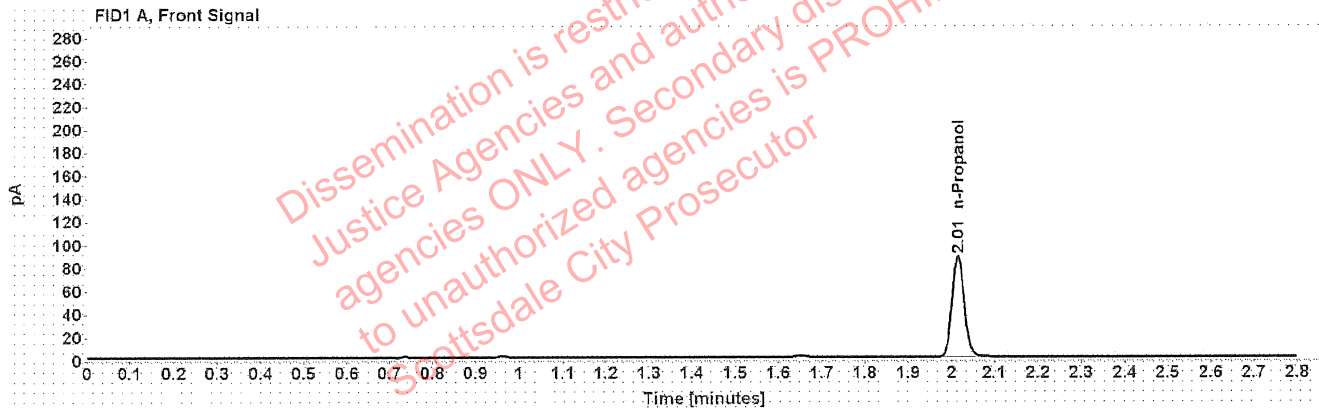 FID1 A, Front Signal
280
260
240
220
200
180
160
140
120
100
80
60
40
20
0
pA
2.01 n-Propanol
0 0.1 0.2 0.3 0.4 0.5 0.6 0.7 0.8 0.9 1 1.1 1.2 1.3 1.4 1.5 1.6 1.7 1.8 1.9 2 2.1 2.2 2.3 2.4 2.5 2.6 2.7 2.8
Time [minutes]
Dissemination is
Justice Agencies and
agencies ONLY. Secondary
to unauthorized agencies is
Scottsdale City Prosecutor